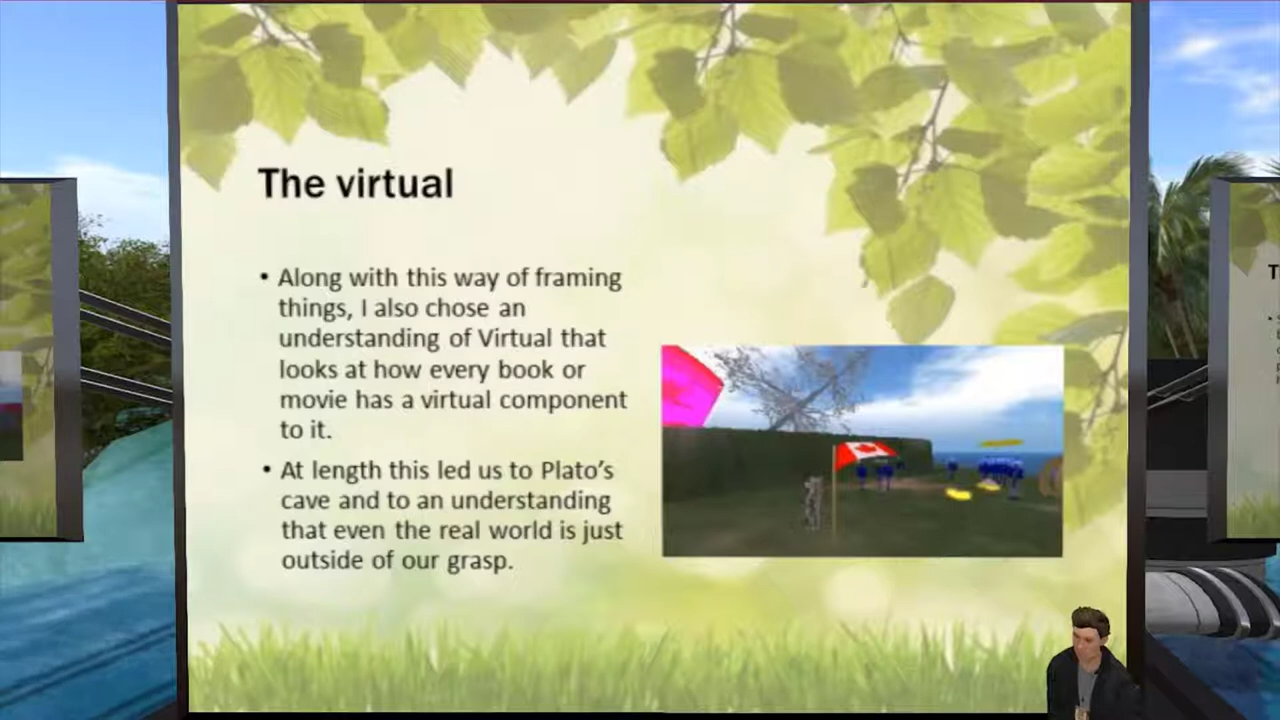 The virtual
• Along with this way of framing
things, I also chose an
understanding of Virtual that
looks at how every book or
movie has a virtual component
to it.
• At length this led us to Plato's
cave and to an understanding
that even the real world is just
outside of our grasp.